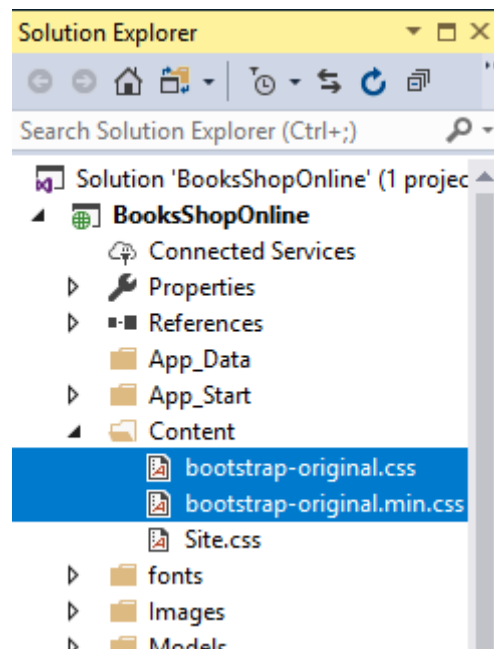 Solution Explorer
Search Solution Explorer (Ctrl+;)
Solution 'BooksShopOnline' (1 projec
BooksShopOnline
Connected Services
Properties
References
App_Data
App_Start
Content
bootstrap-original.css
bootstrap-original.min.css
Site.css
fonts
Images
Models